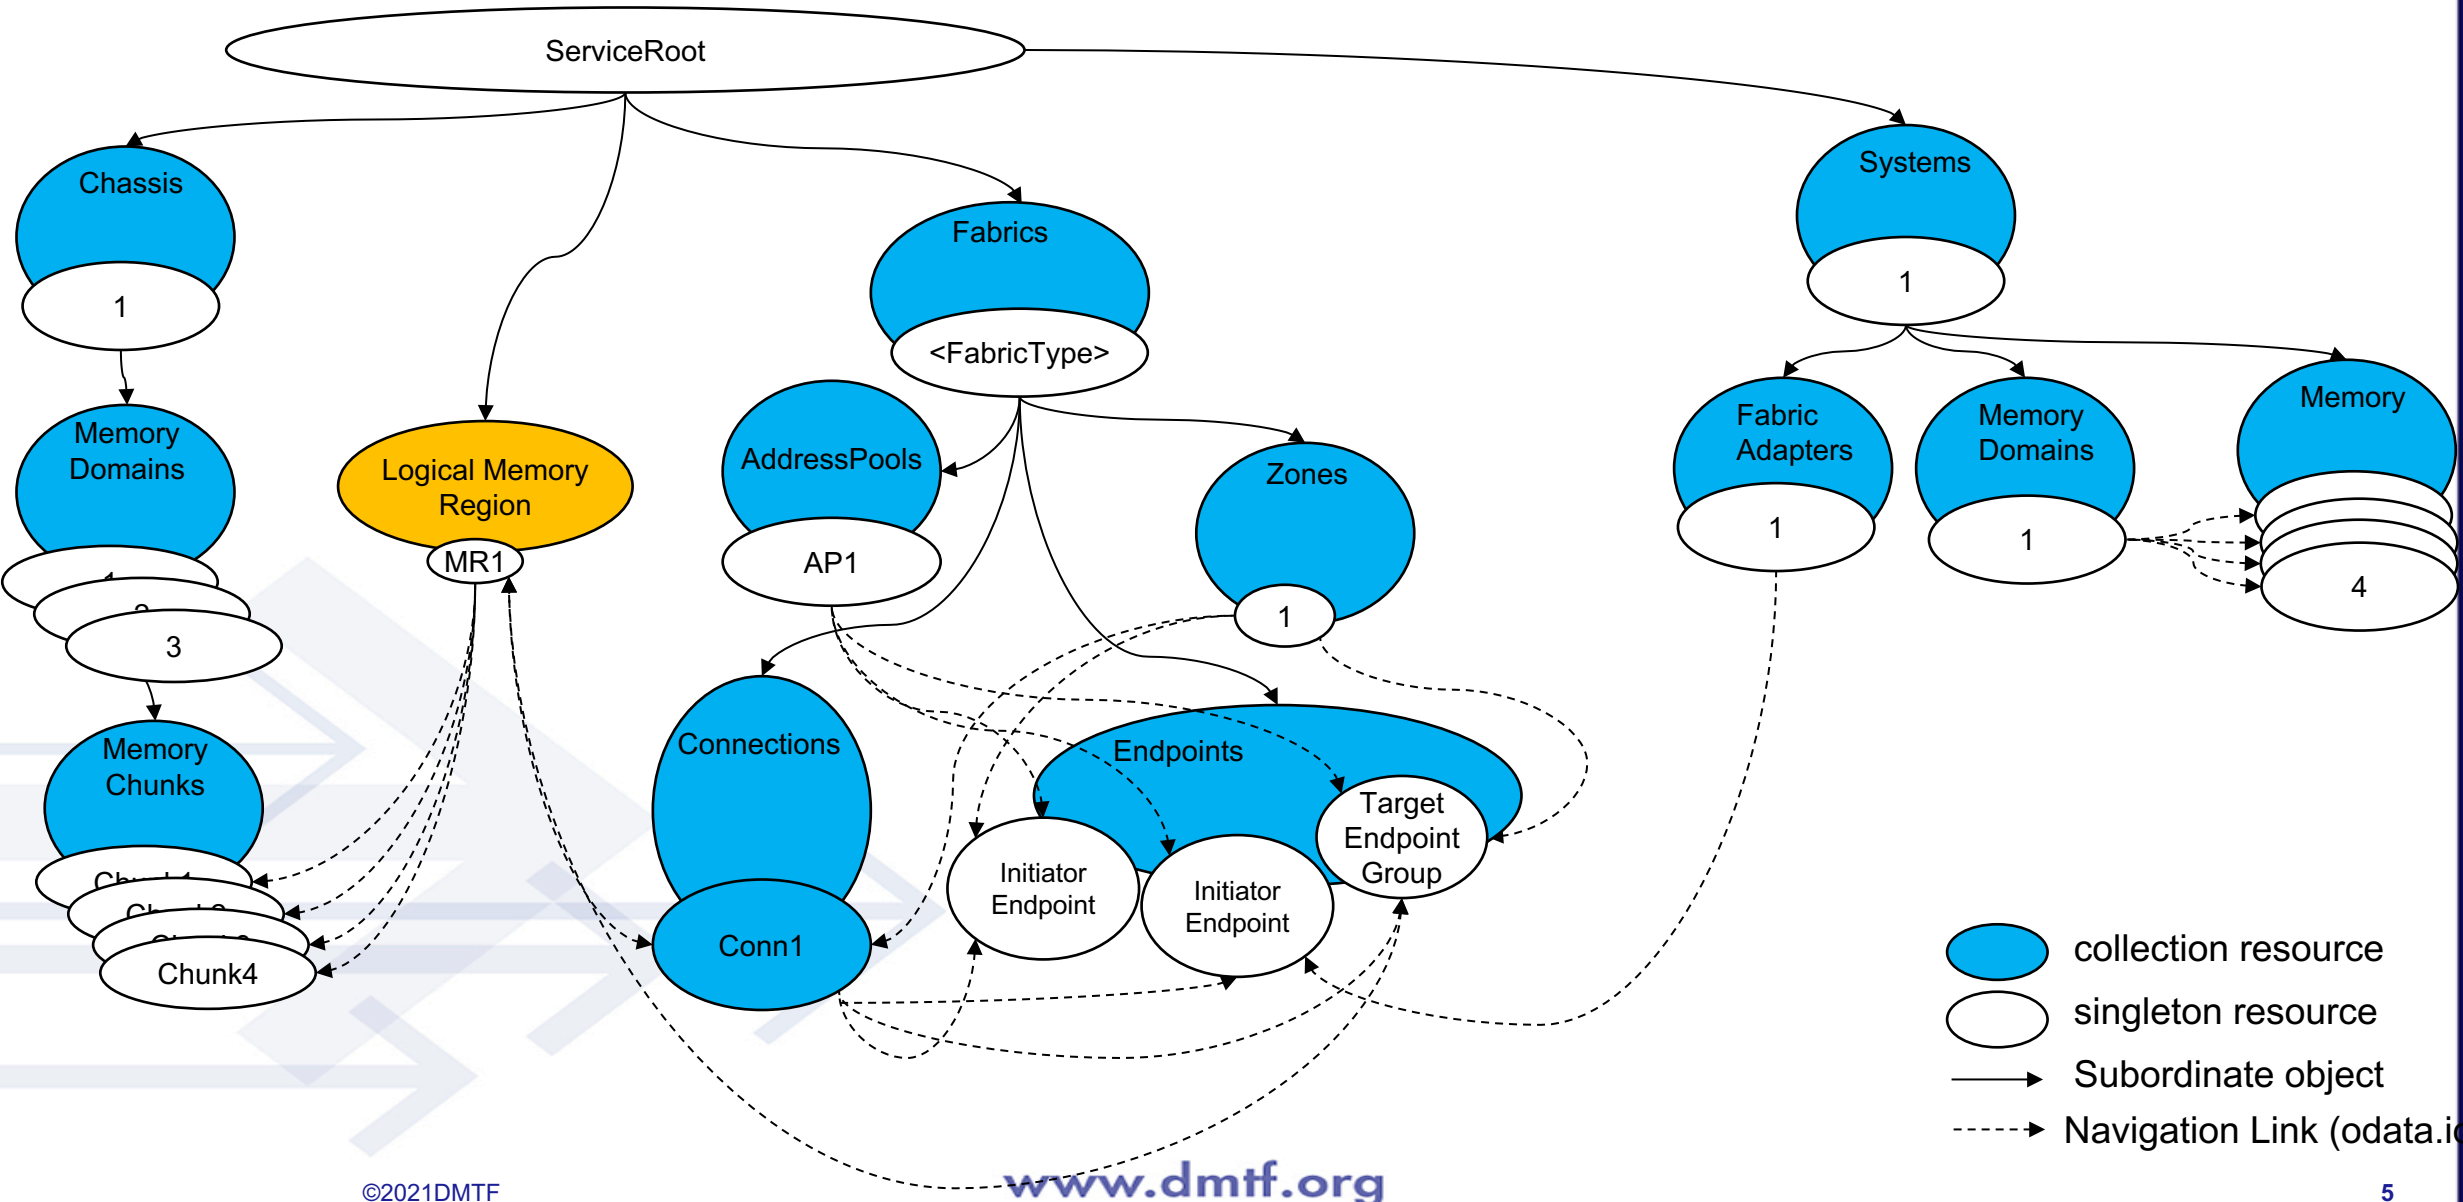 ServiceRoot
Chassis
1
Memory
Domains
3
Memory
Chunks
Chunk4
Logical Memory
Region
MR1
Fabrics
<FabricType>
AddressPools
AP1
Zones
1
Connections
Conn1
Endpoints
Initiator
Endpoint
Initiator
Endpoint
Target
Endpoint
Group
Systems
1
Fabric
Adapters
1
Memory
Domains
1
Memory
4
collection resource
singleton resource
Subordinate object
Navigation Link (odata.i
©2021DMTF
www.dmtf.org
5